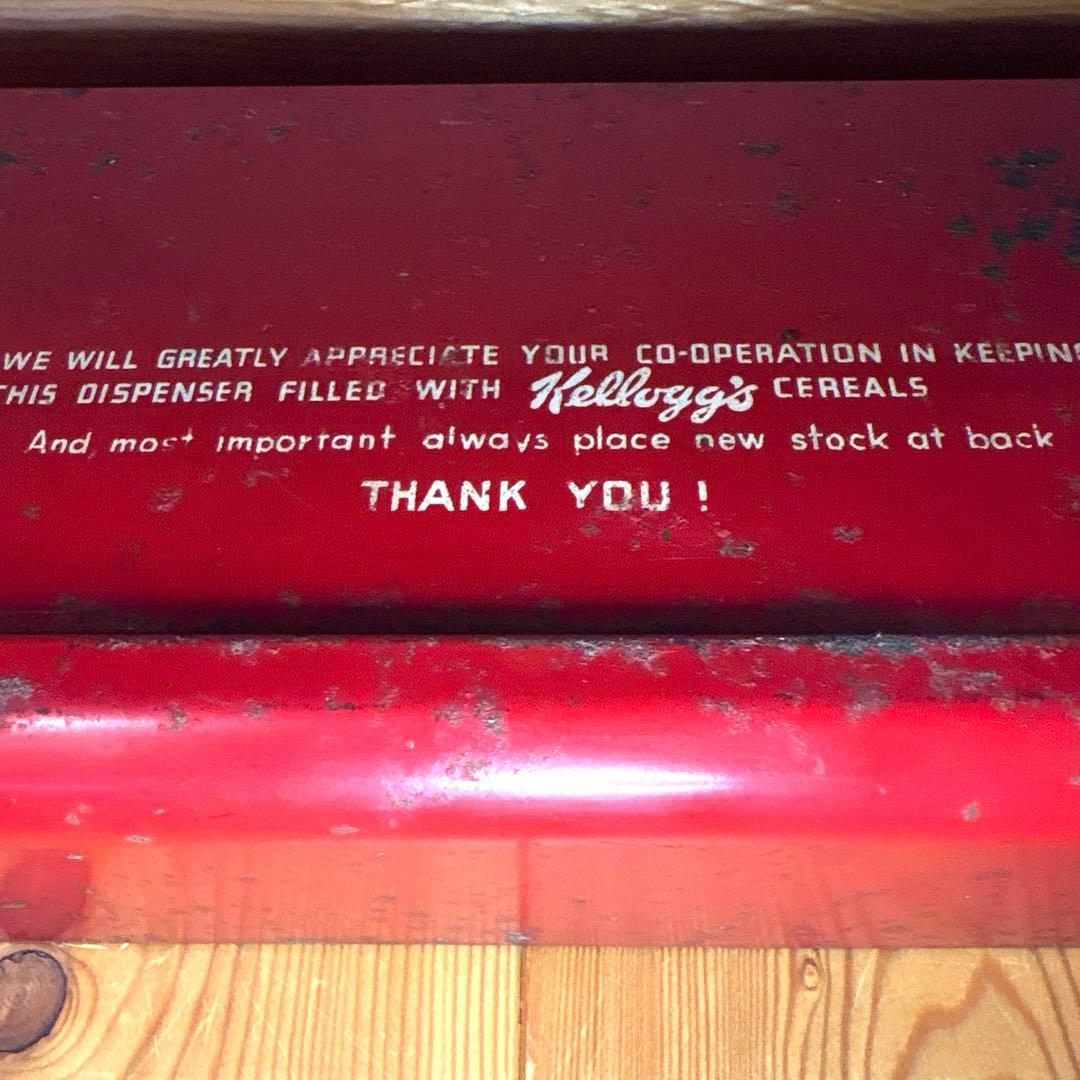 WE WILL GREATLY APPRECIATE YOUR CO-OPERATION IN KEEPING
THIS DISPENSER FILLED WITH Kellogg's CEREALS
And most important always place new stock at back
THANK YOU !